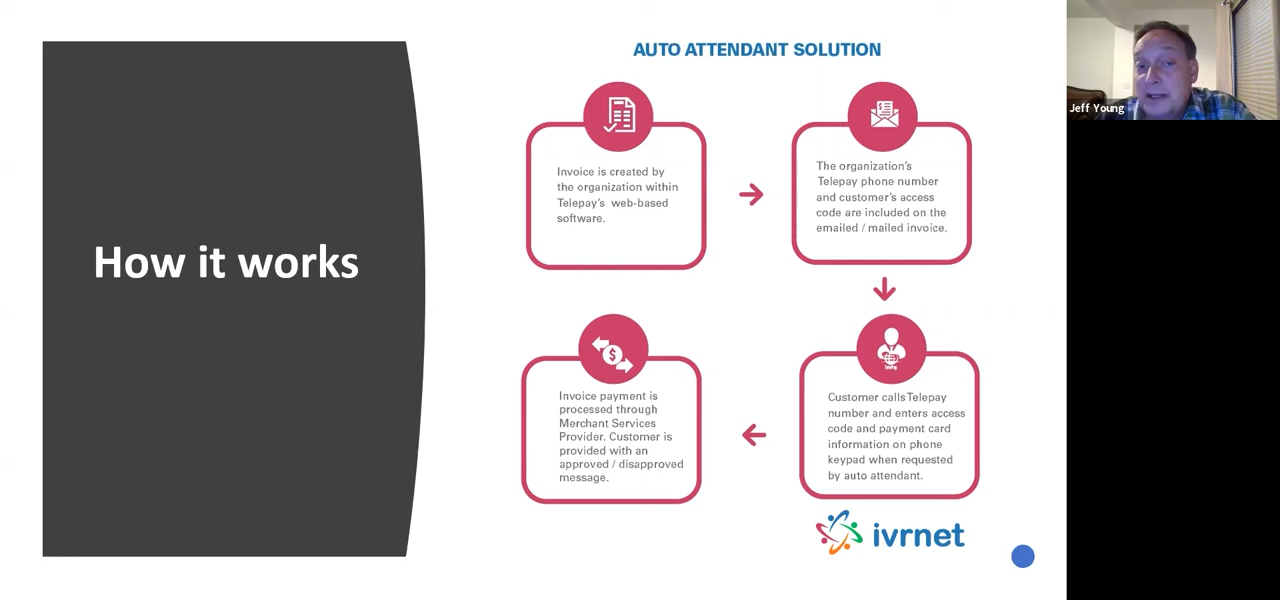 AUTO ATTENDANT SOLUTION
How it works
Invoice is created by
the organization within
Telepay's web-based
software.
The organization's
Telepay phone number
and customer's access
code are included on the
emailed / mailed invoice.
Customer calls Telepay
number and enters access
code and payment card
information on phone
keypad when requested
by auto attendant.
Invoice payment is
processed through
Merchant Services
Provider. Customer is
provided with an
approved / disapproved
message.
$
ivrnet
Jeff Young